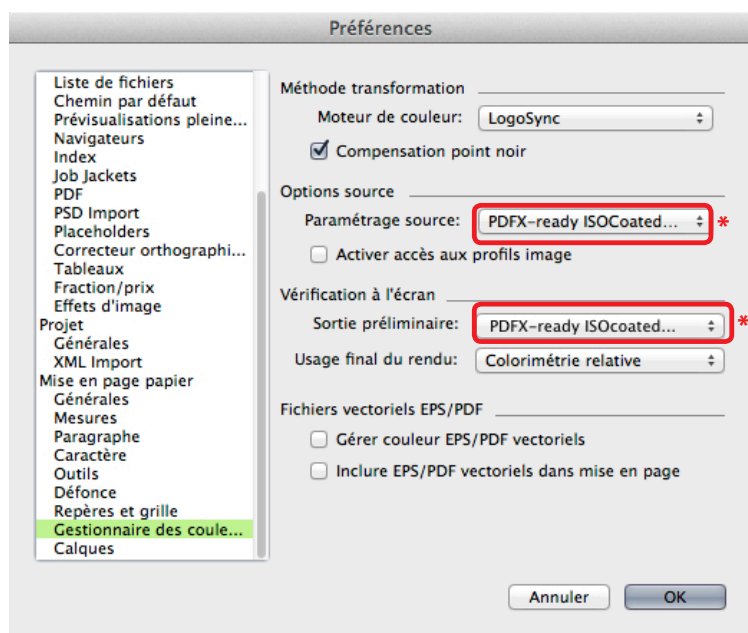 Préférences
Liste de fichiers
Chemin par défaut
Prévisualisations pleine...
Navigateurs
Index
Job Jackets
PDF
PSD Import
Placeholders
Correcteur orthographi...
Tableaux
Fraction/prix
Effets d'image
Projet
Générales
XML Import
Mise en page papier
Générales
Mesures
Paragraphe
Caractère
Outils
Défonce
Repères et grille
Gestionnaire des coule...
Calques
Méthode transformation
Moteur de couleur: LogoSync
Compensation point noir
Options source
Paramétrage source: PDFX-ready ISOCoated... *
Activer accès aux profils image
Vérification à l'écran
Sortie préliminaire: PDFX-ready ISOcoated... *
Usage final du rendu: Colorimétrie relative
Fichiers vectoriels EPS/PDF
Gérer couleur EPS/PDF vectoriels
Inclure EPS/PDF vectoriels dans mise en page
Annuler OK